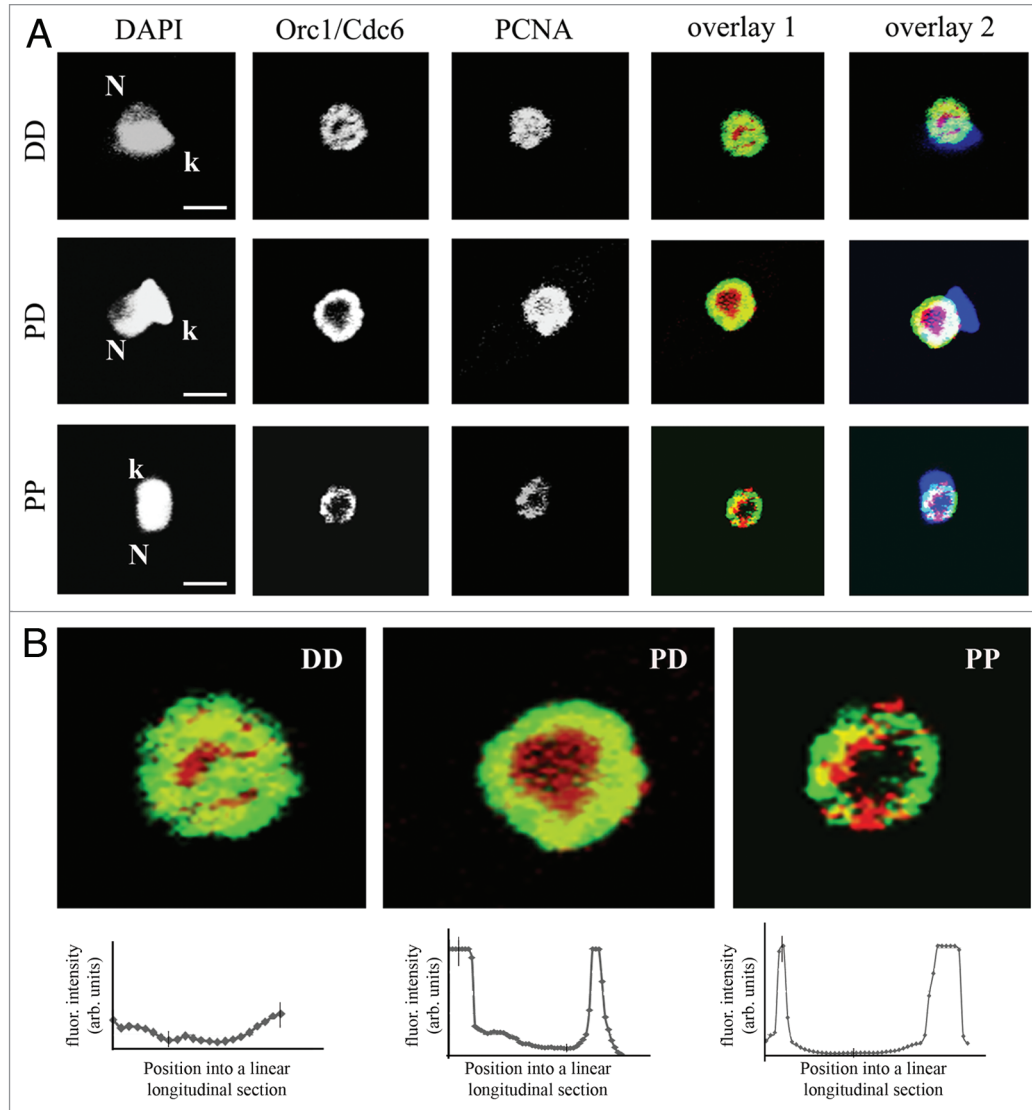 A
DAPI Orc1/Cdc6 PCNA overlay 1 overlay 2
DD
N
k
PD
k
N
PP
k
N
B
DD
PD
PP
fluor. intensity
(arb. units)
Position into a linear
longitudinal section
fluor. intensity
(arb. units)
Position into a linear
longitudinal section
fluor. intensity
(arb. units)
Position into a linear
longitudinal section